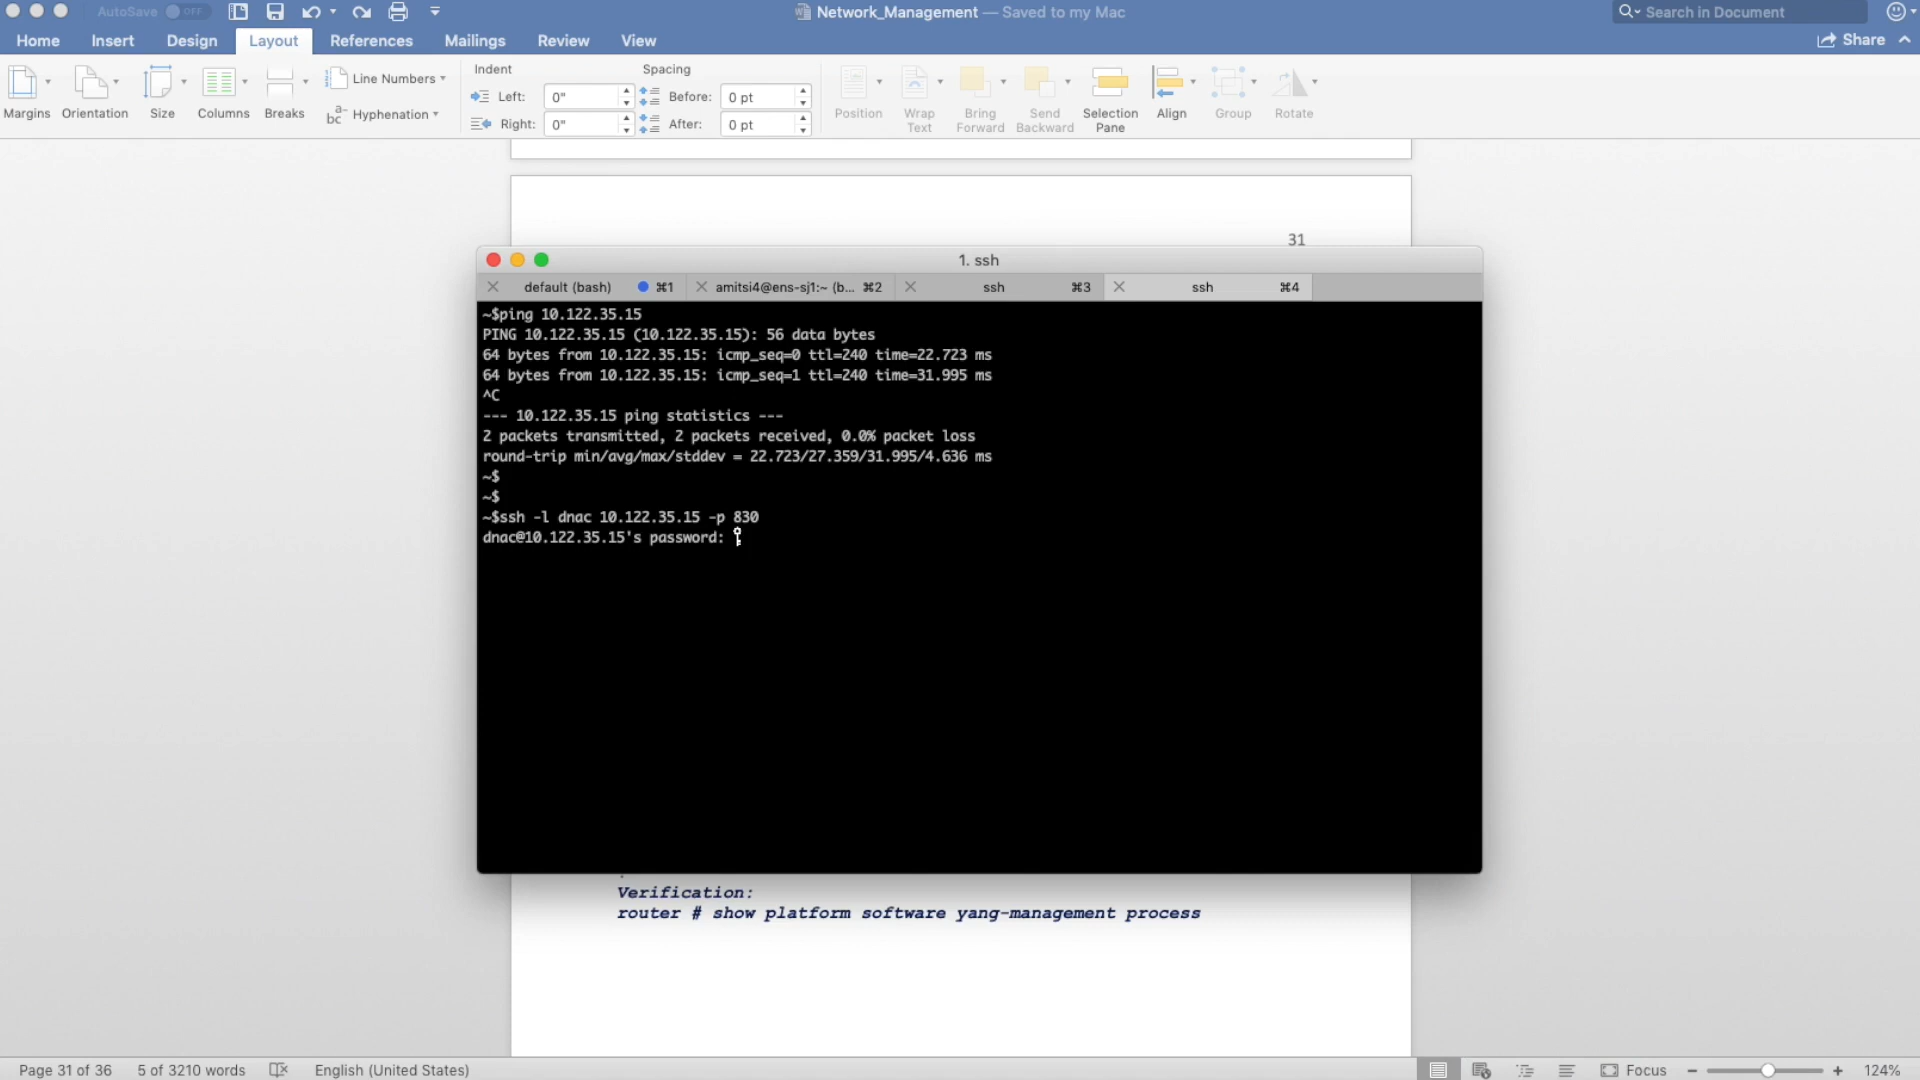 AutoSave OFF
Network_Management — Saved to my Mac
Search in Document
Home Insert Design Layout References Mailings Review View
Share
Margins Orientation Size Columns Breaks
Line Numbers
Hyphenation
Indent Spacing
Left: 0" Before: 0 pt
Right: 0" After: 0 pt
Position Wrap Text Bring Forward Send Backward Selection Pane Align Group Rotate
31
1. ssh
default (bash) ⌘1 amitsi4@ens-sj1:~ (b... ⌘2 ssh ⌘3 ssh ⌘4
~$ping 10.122.35.15
PING 10.122.35.15 (10.122.35.15): 56 data bytes
64 bytes from 10.122.35.15: icmp_seq=0 ttl=240 time=22.723 ms
64 bytes from 10.122.35.15: icmp_seq=1 ttl=240 time=31.995 ms
^C
--- 10.122.35.15 ping statistics ---
2 packets transmitted, 2 packets received, 0.0% packet loss
round-trip min/avg/max/stddev = 22.723/27.359/31.995/4.636 ms
~$
~$
~$ssh -l dnac 10.122.35.15 -p 830
dnac@10.122.35.15's password:
Verification:
router # show platform software yang-management process
Page 31 of 36 5 of 3210 words English (United States) Focus 124%